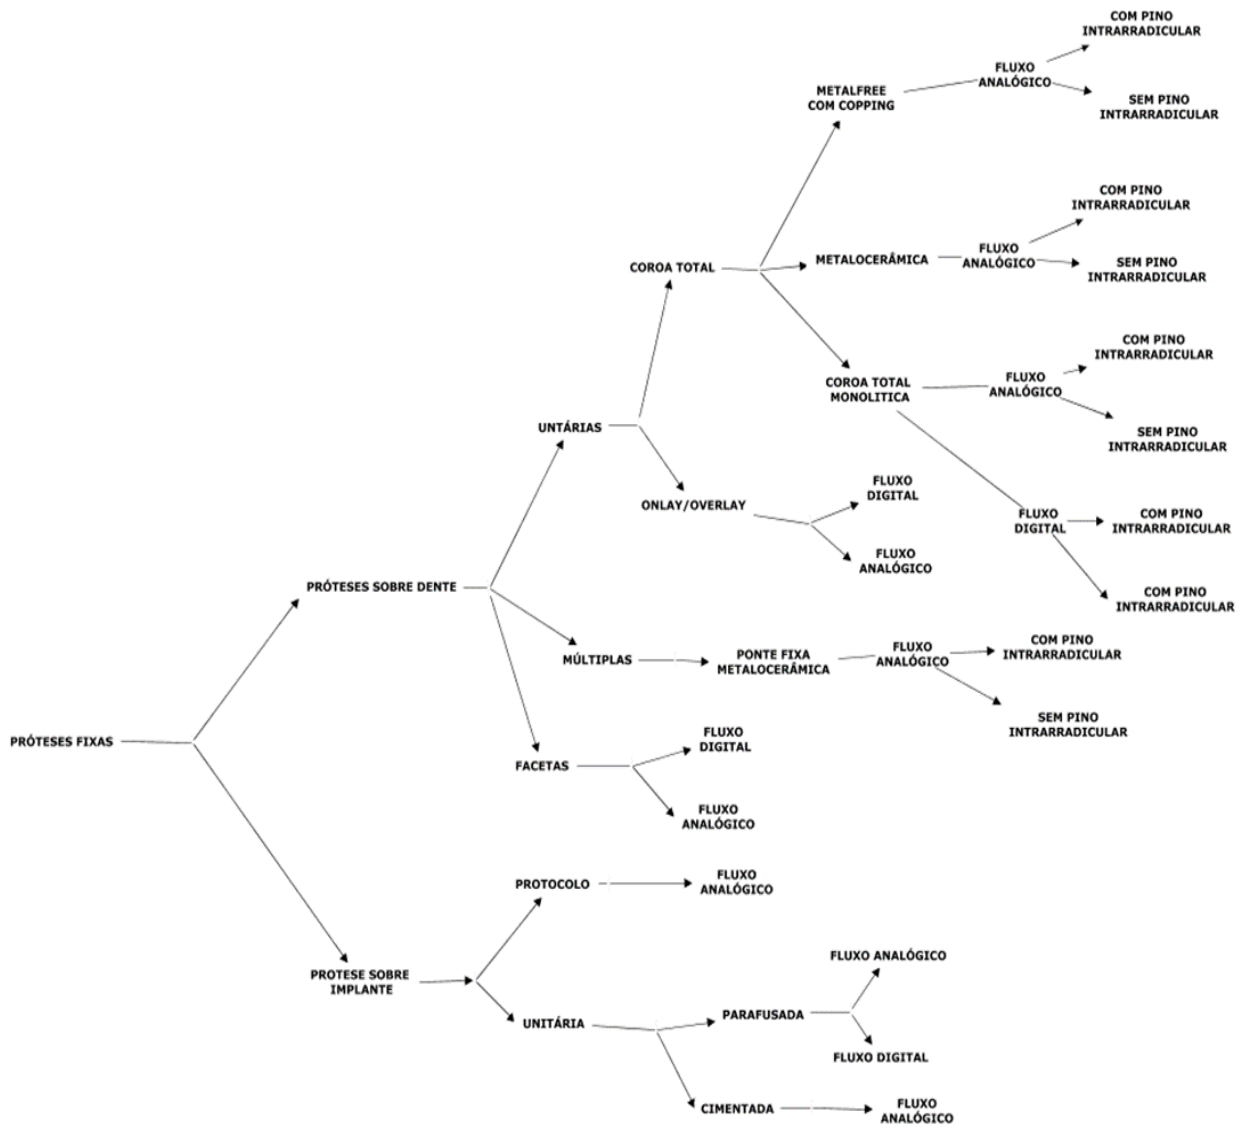 COM PINO
INTRARRADICULAR
FLUXO
ANALÓGICO
METALFREE
COM COPPING
SEM PINO
INTRARRADICULAR
COM PINO
INTRARRADICULAR
COROA TOTAL
METALOCERÂMICA
FLUXO
ANALÓGICO
SEM PINO
INTRARRADICULAR
COM PINO
INTRARRADICULAR
COROA TOTAL
MONOLITICA
FLUXO
ANALÓGICO
UNTÁRIAS
SEM PINO
INTRARRADICULAR
FLUXO
DIGITAL
ONLAY/OVERLAY
FLUXO
DIGITAL
COM PINO
INTRARRADICULAR
FLUXO
ANALÓGICO
PRÓTESES SOBRE DENTE
COM PINO
INTRARRADICULAR
MÚLTIPLAS
PONTE FIXA
METALOCERÂMICA
FLUXO
ANALÓGICO
COM PINO
INTRARRADICULAR
SEM PINO
INTRARRADICULAR
PRÓTESES FIXAS
FLUXO
DIGITAL
FACETAS
FLUXO
ANALÓGICO
PROTOCOLO
FLUXO
ANALÓGICO
FLUXO ANALÓGICO
PROTESE SOBRE
IMPLANTE
UNITÁRIA
PARAFUSADA
FLUXO DIGITAL
CIMENTADA
FLUXO
ANALÓGICO